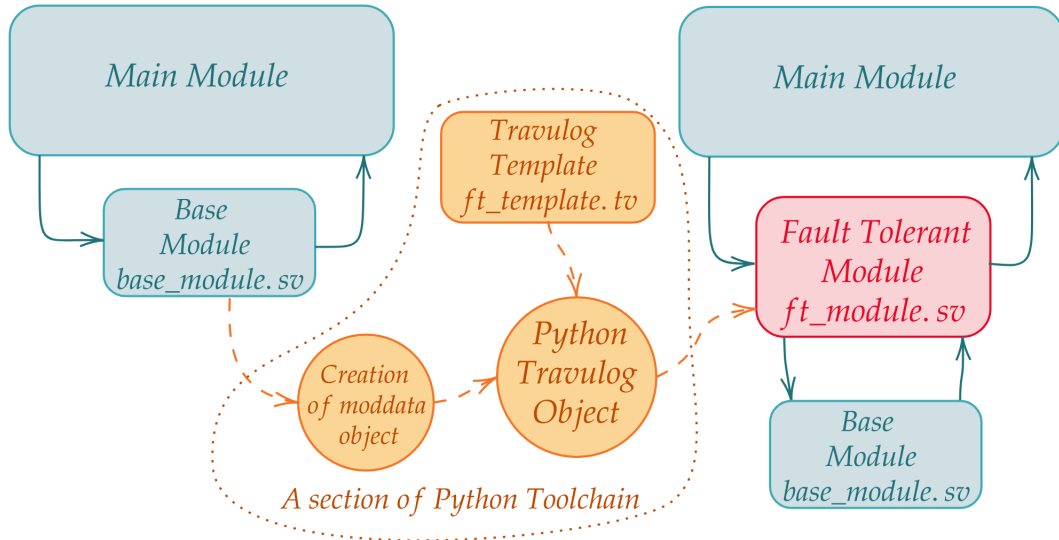 Main Module
Base
Module
base_module.sv
Travulog
Template
ft_template.tv
Creation
of moddata
object
Python
Travulog
Object
A section of Python Toolchain
Main Module
Fault Tolerant
Module
ft_module.sv
Base
Module
base_module.sv